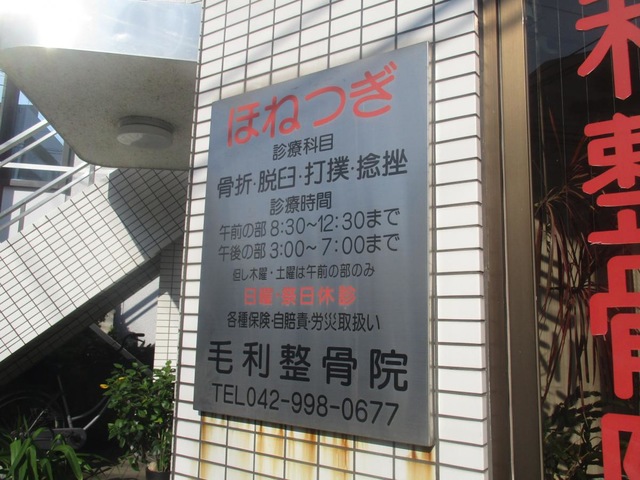 ほねつぎ
診療科目
骨折・脱臼・打撲・捻挫
診療時間
午前の部 8:30～12:30まで
午後の部 3:00～7:00まで
但し木曜・土曜は午前の部のみ
日曜・祭日休診
各種保険・自賠責・労災取扱い
毛利整骨院
TEL042-998-0677
利整骨院